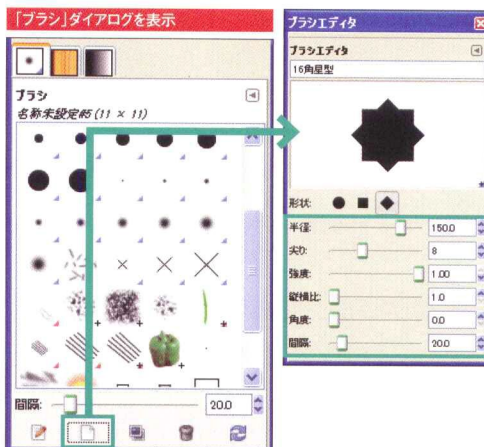 「ブラシ」ダイアログを表示
ブラシ
名称未設定#5 (11 × 11)
間隔:
20.0
ブラシエディタ
ブラシエディタ
16角星型
形状:
半径: 150.0
尖り: 8
強度: 1.00
縦横比: 1.0
角度: 0.0
間隔: 20.0